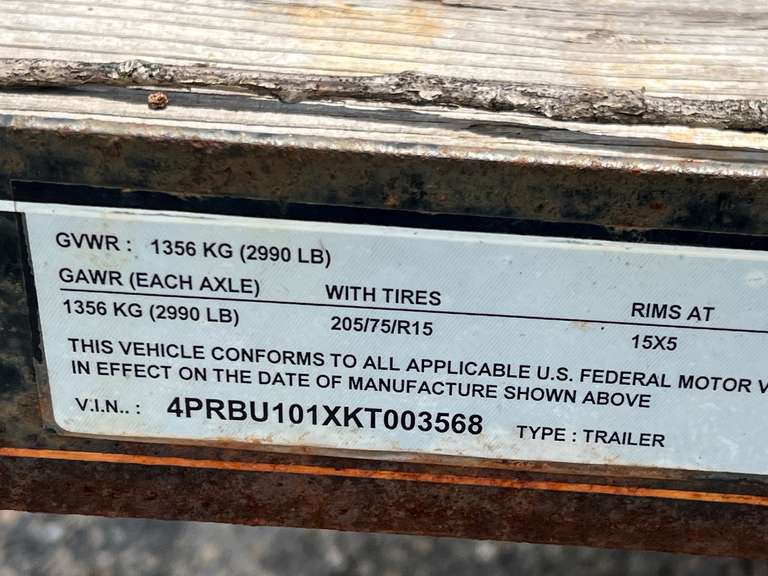 GVWR : 1356 KG (2990 LB)
GAWR (EACH AXLE) WITH TIRES RIMS AT
1356 KG (2990 LB) 205/75/R15 15X5
THIS VEHICLE CONFORMS TO ALL APPLICABLE U.S. FEDERAL MOTOR V
IN EFFECT ON THE DATE OF MANUFACTURE SHOWN ABOVE
V.I.N.. : 4PRBU101XKT003568 TYPE : TRAILER